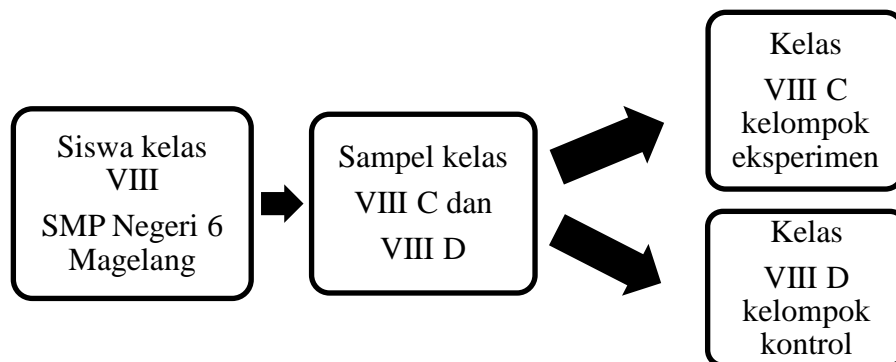 Siswa kelas
VIII
SMP Negeri 6
Magelang
Sampel kelas
VIII C dan
VIII D
Kelas
VIII C
kelompok
eksperimen
Kelas
VIII D
kelompok
kontrol